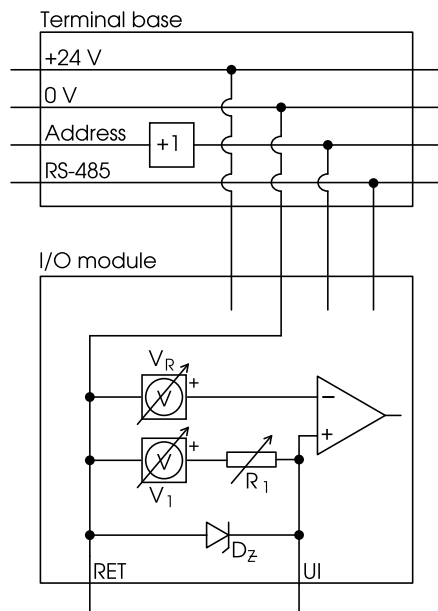 Terminal base
+24 V
0 V
Address
+1
RS-485
I/O module
VR
V
+
−
V
+
+
V1
R1
DZ
RET
UI